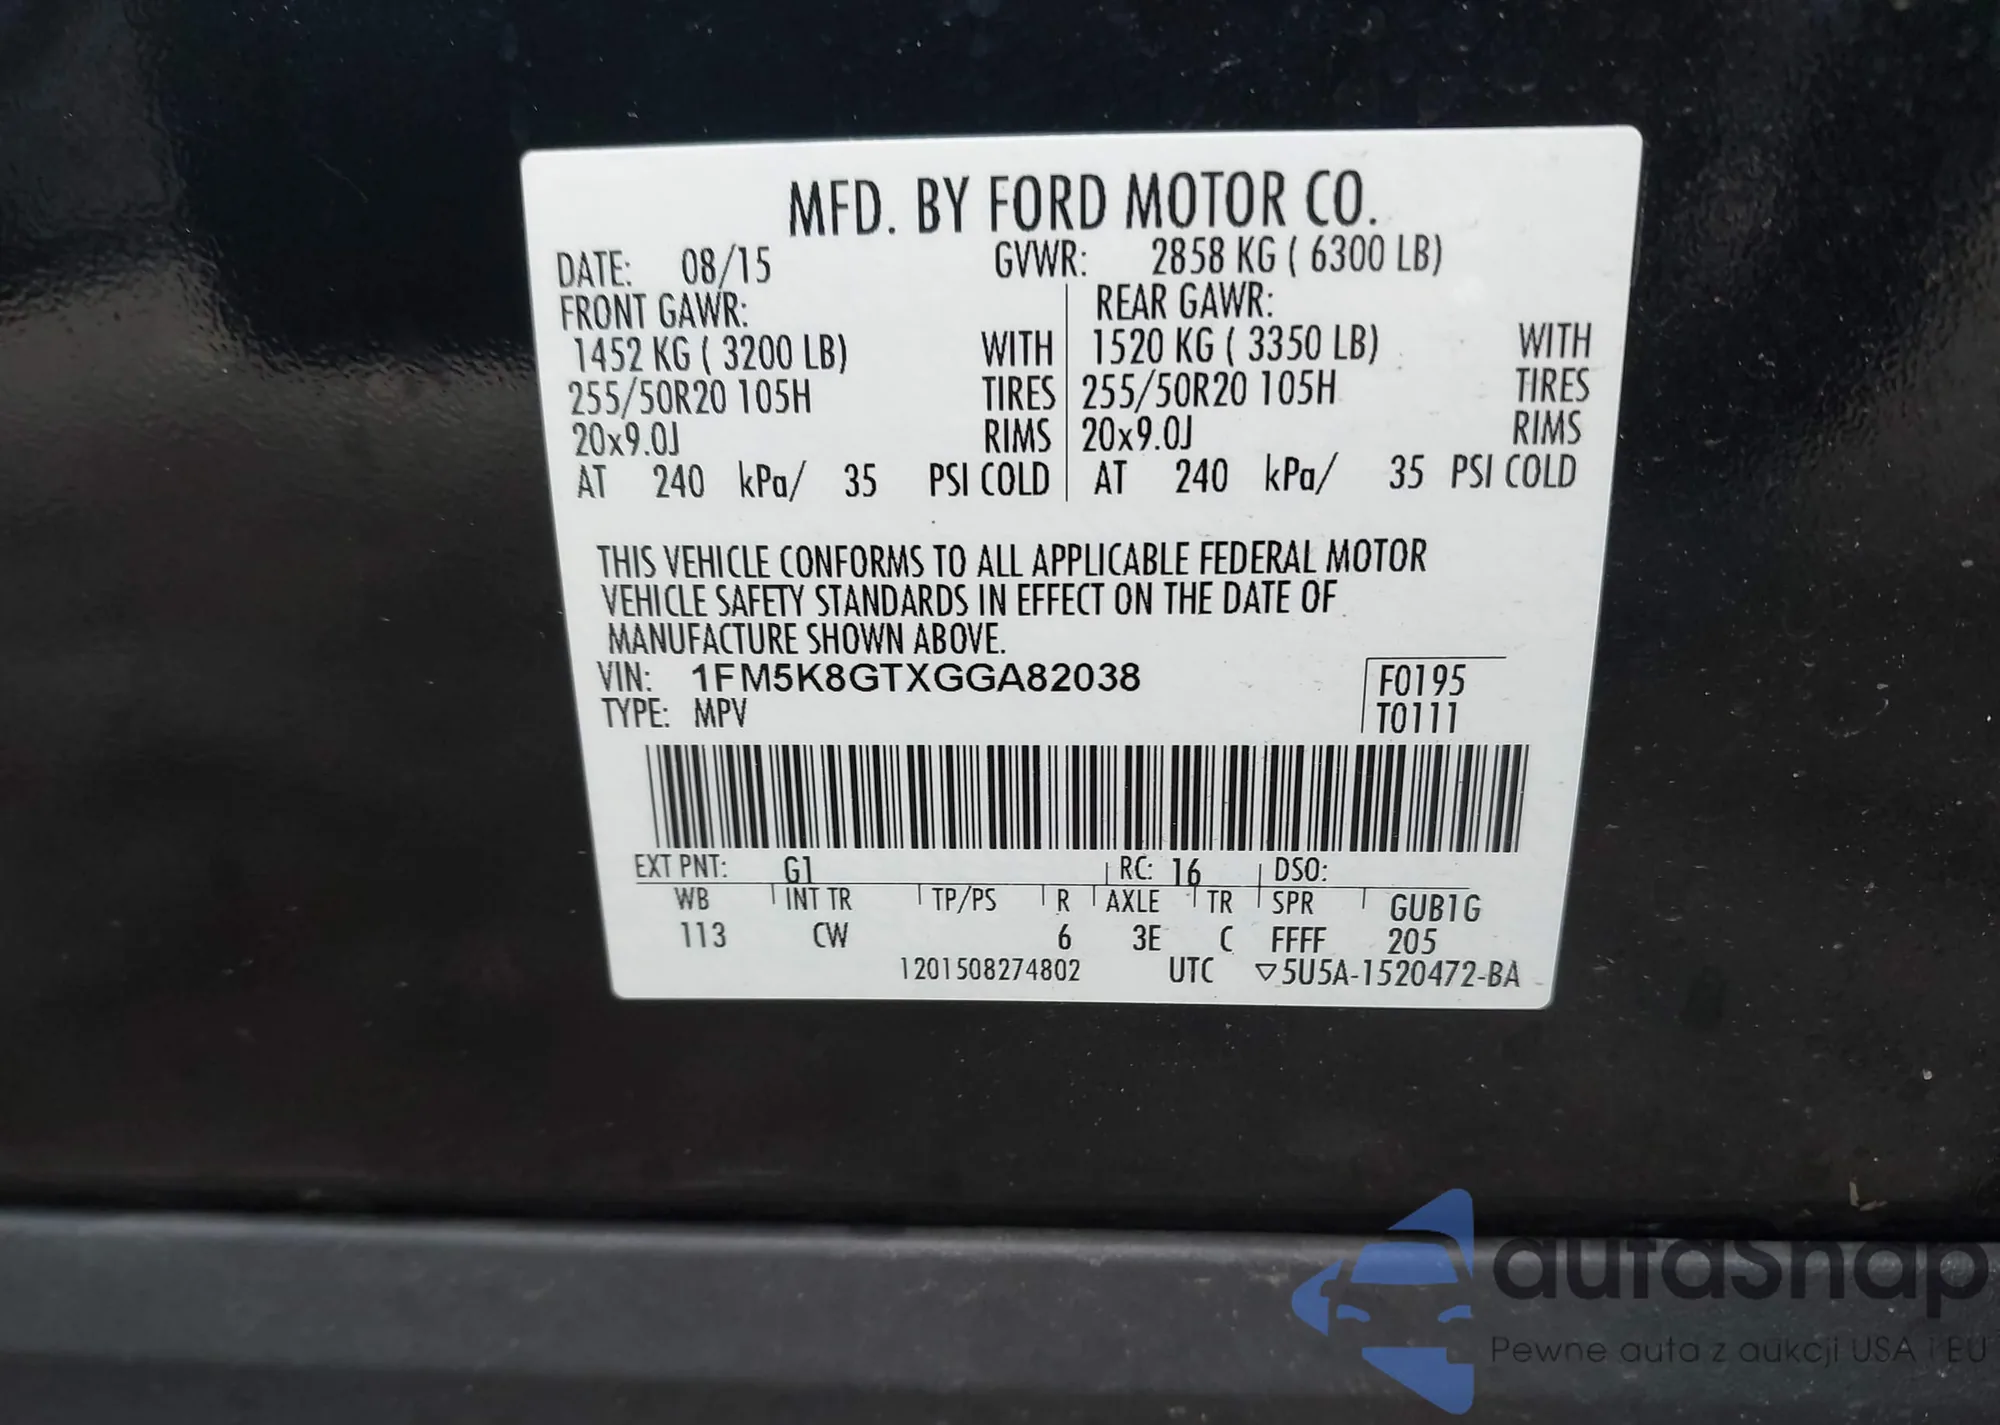 MFD. BY FORD MOTOR CO.
DATE: 08/15 GVWR: 2858 KG ( 6300 LB)
FRONT GAWR: REAR GAWR:
1452 KG ( 3200 LB) WITH 1520 KG ( 3350 LB) WITH
255/50R20 105H TIRES 255/50R20 105H TIRES
20x9.0J RIMS 20x9.0J RIMS
AT 240 kPa/ 35 PSI COLD AT 240 kPa/ 35 PSI COLD
THIS VEHICLE CONFORMS TO ALL APPLICABLE FEDERAL MOTOR
VEHICLE SAFETY STANDARDS IN EFFECT ON THE DATE OF
MANUFACTURE SHOWN ABOVE.
VIN: 1FM5K8GTXGGA82038 F0195
TYPE: MPV T0111
EXT PNT: G1 RC: 16 DSO:
WB INT TR TP/PS R AXLE TR SPR GUB1G
113 CW 6 3E C FFFF 205
1201508274802 UTC ▽5U5A-1520472-BA
autasnap
Pewne auta z aukcji USA i EU